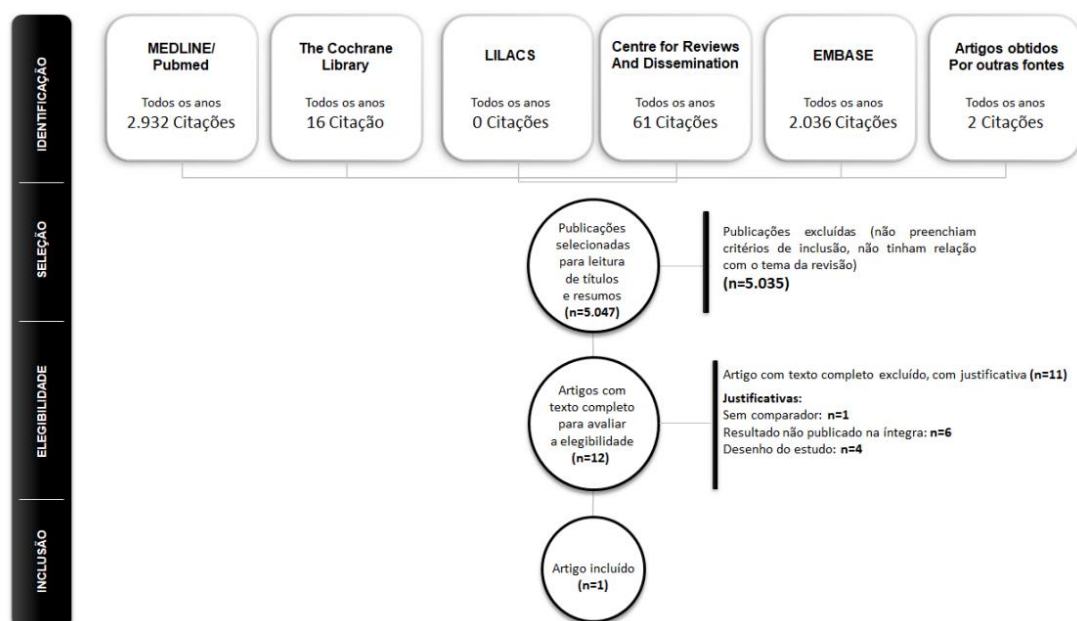 IDENTIFICAÇÃO
MEDLINE/
Pubmed
Todos os anos
2.932 Citações
The Cochrane
Library
Todos os anos
16 Citação
LILACS
Todos os anos
0 Citações
Centre for Reviews
And Dissemination
Todos os anos
61 Citações
EMBASE
Todos os anos
2.036 Citações
Artigos obtidos
Por outras fontes
Todos os anos
2 Citações
SELEÇÃO
Publicações
selecionadas
para leitura
de títulos
e resumos
(n=5.047)
Publicações excluídas (não preenchiam
critérios de inclusão, não tinham relação
com o tema da revisão)
(n=5.035)
ELEGIBILIDADE
Artigos com
texto completo
para avaliar
a elegibilidade
(n=12)
Artigo com texto completo excluído, com justificativa (n=11)
Justificativas:
Sem comparador: n=1
Resultado não publicado na íntegra: n=6
Desenho do estudo: n=4
INCLUSÃO
Artigo incluído
(n=1)